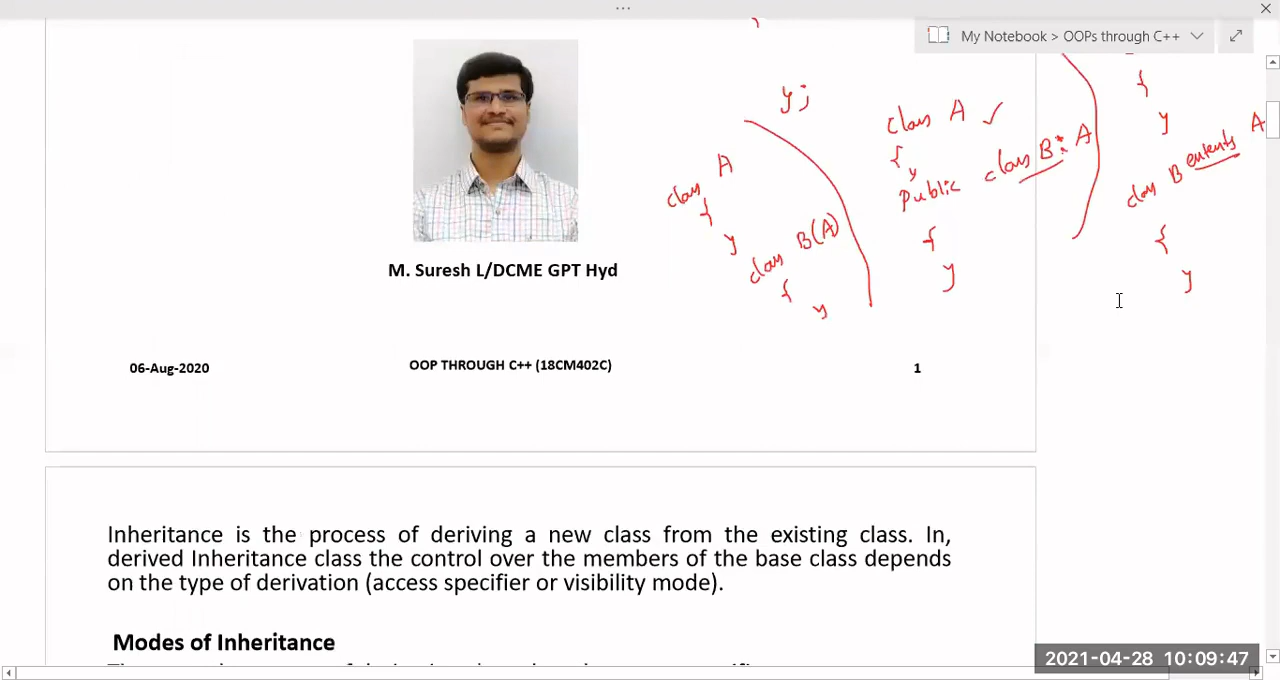 My Notebook > OOPs through C++
};
class A
{
}
class B(A)
{
}
class A ✓
{
}
Public class B: A
{
}
{
}
class B extents A
{
}
M. Suresh L/DCME GPT Hyd
06-Aug-2020
OOP THROUGH C++ (18CM402C)
1
Inheritance is the process of deriving a new class from the existing class. In,
derived Inheritance class the control over the members of the base class depends
on the type of derivation (access specifier or visibility mode).
Modes of Inheritance
2021-04-28 10:09:47